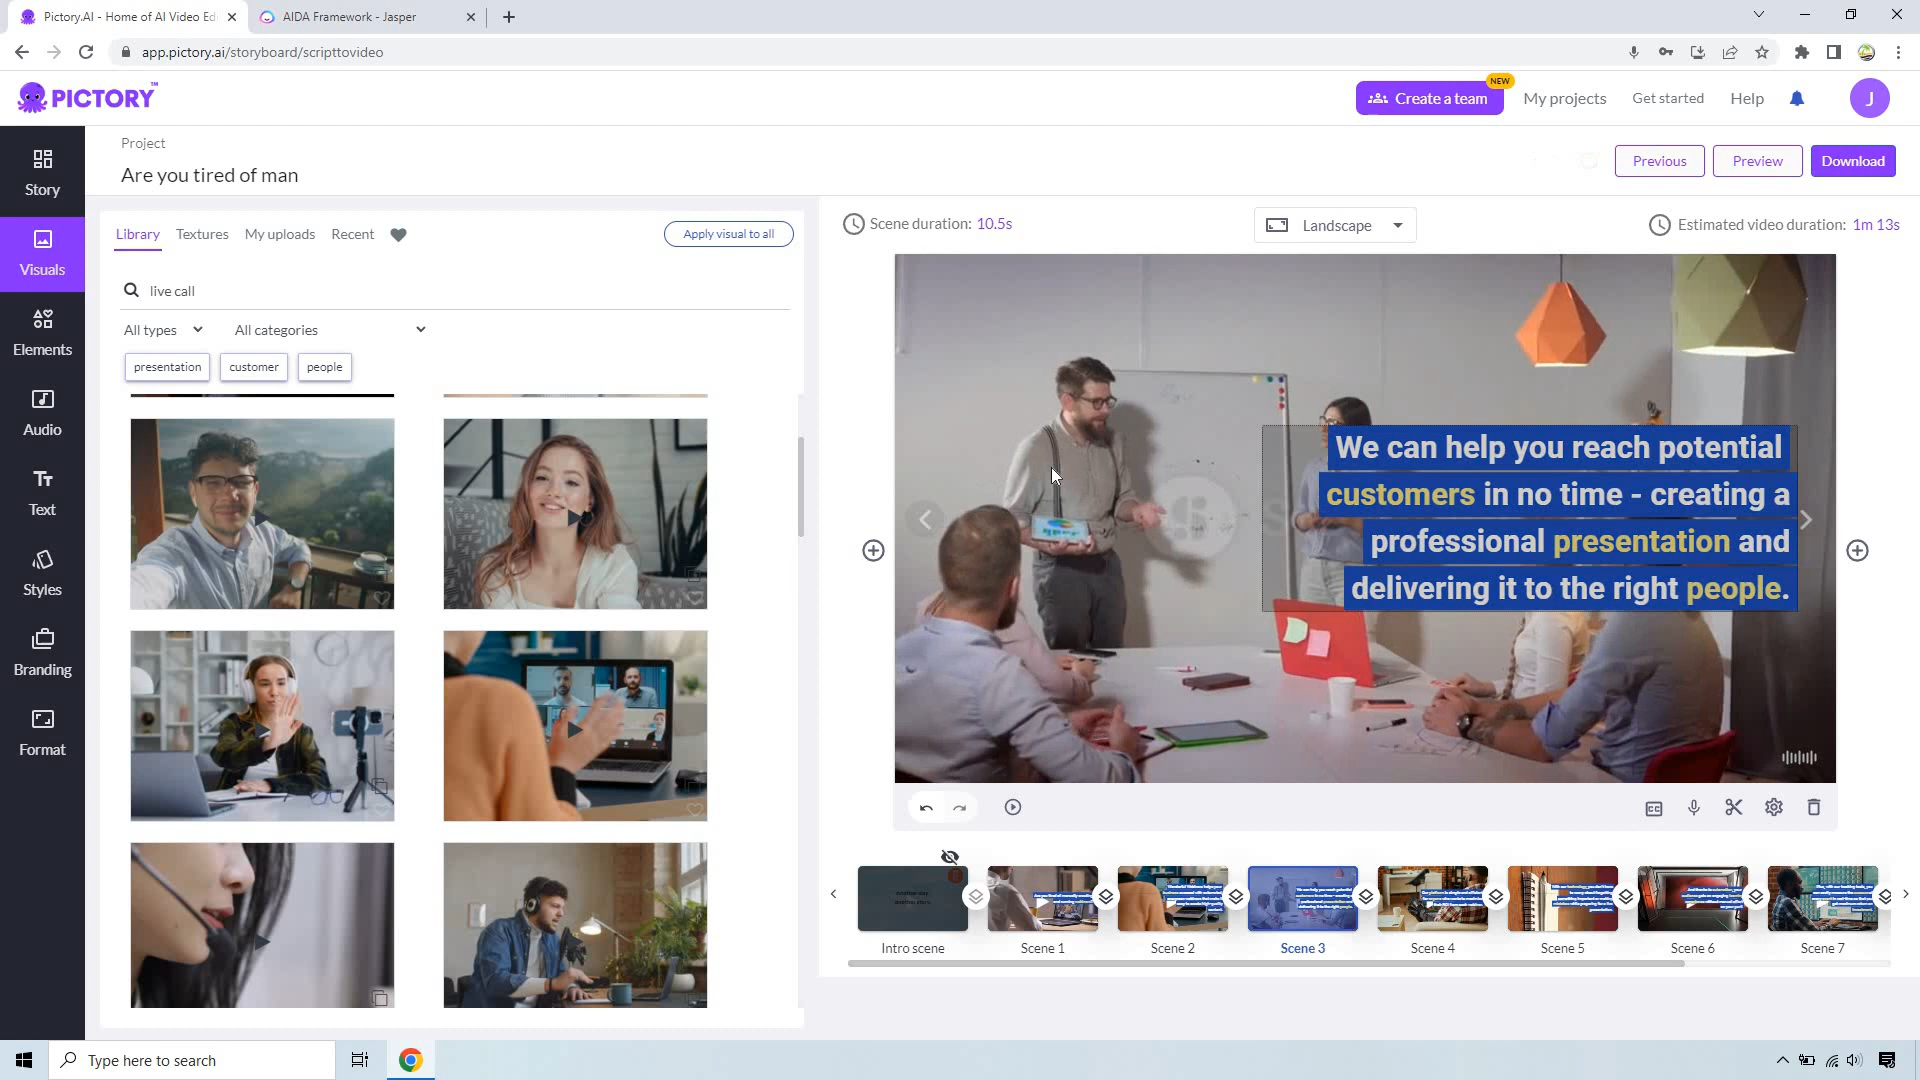 Pictory.AI - Home of AI Video Ed
AIDA Framework - Jasper
app.pictory.ai/storyboard/scripttovideo
PICTORY™
NEW
Create a team
My projects
Get started
Help
J
Project
Are you tired of man
Previous
Preview
Download
Story
Visuals
Elements
Audio
Text
Styles
Branding
Format
Library
Textures
My uploads
Recent
Apply visual to all
live call
All types
All categories
presentation
customer
people
Scene duration: 10.5s
Landscape
Estimated video duration: 1m 13s
We can help you reach potential
customers in no time - creating a
professional presentation and
delivering it to the right people.
CC
Intro scene
Scene 1
Scene 2
Scene 3
Scene 4
Scene 5
Scene 6
Scene 7
Type here to search